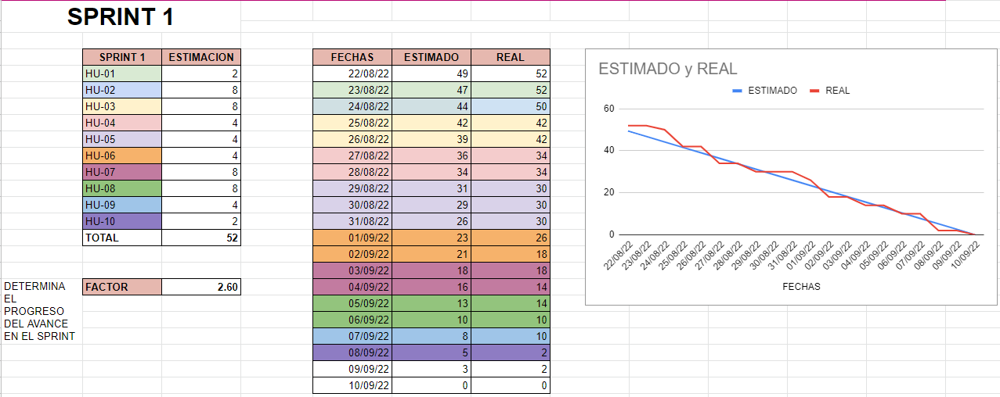 SPRINT 1
SPRINT 1 ESTIMACION
HU-01 2
HU-02 8
HU-03 8
HU-04 4
HU-05 4
HU-06 4
HU-07 8
HU-08 8
HU-09 4
HU-10 2
TOTAL 52
DETERMINA
EL
PROGRESO
DEL AVANCE
EN EL SPRINT
FACTOR 2.60
FECHAS ESTIMADO REAL
22/08/22 49 52
23/08/22 47 52
24/08/22 44 50
25/08/22 42 42
26/08/22 39 42
27/08/22 36 34
28/08/22 34 34
29/08/22 31 30
30/08/22 29 30
31/08/22 26 30
01/09/22 23 26
02/09/22 21 18
03/09/22 18 18
04/09/22 16 14
05/09/22 13 14
06/09/22 10 10
07/09/22 8 10
08/09/22 5 2
09/09/22 3 2
10/09/22 0 0
ESTIMADO y REAL
ESTIMADO REAL
60
40
20
0
22/08/22 23/08/22 24/08/22 25/08/22 26/08/22 27/08/22 28/08/22 29/08/22 30/08/22 31/08/22 01/09/22 02/09/22 03/09/22 04/09/22 05/09/22 06/09/22 07/09/22 08/09/22 09/09/22 10/09/22
FECHAS